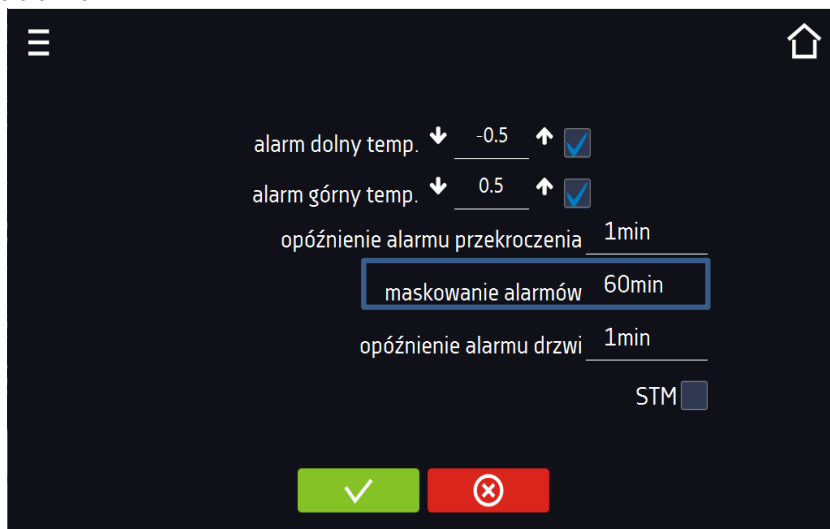 alarm dolny temp. -0.5
alarm górny temp. 0.5
opóźnienie alarmu przekroczenia 1min
maskowanie alarmów 60min
opóźnienie alarmu drzwi 1min
STM